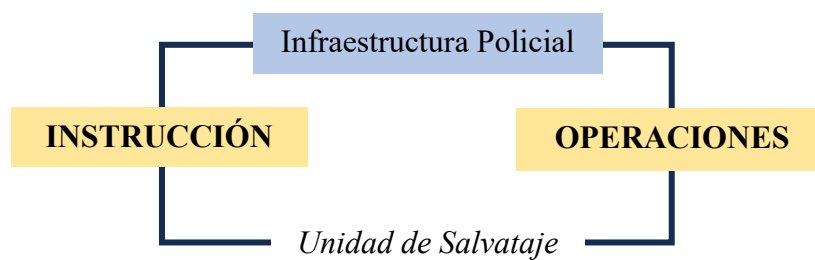 Infraestructura Policial
INSTRUCCIÓN
OPERACIONES
Unidad de Salvataje